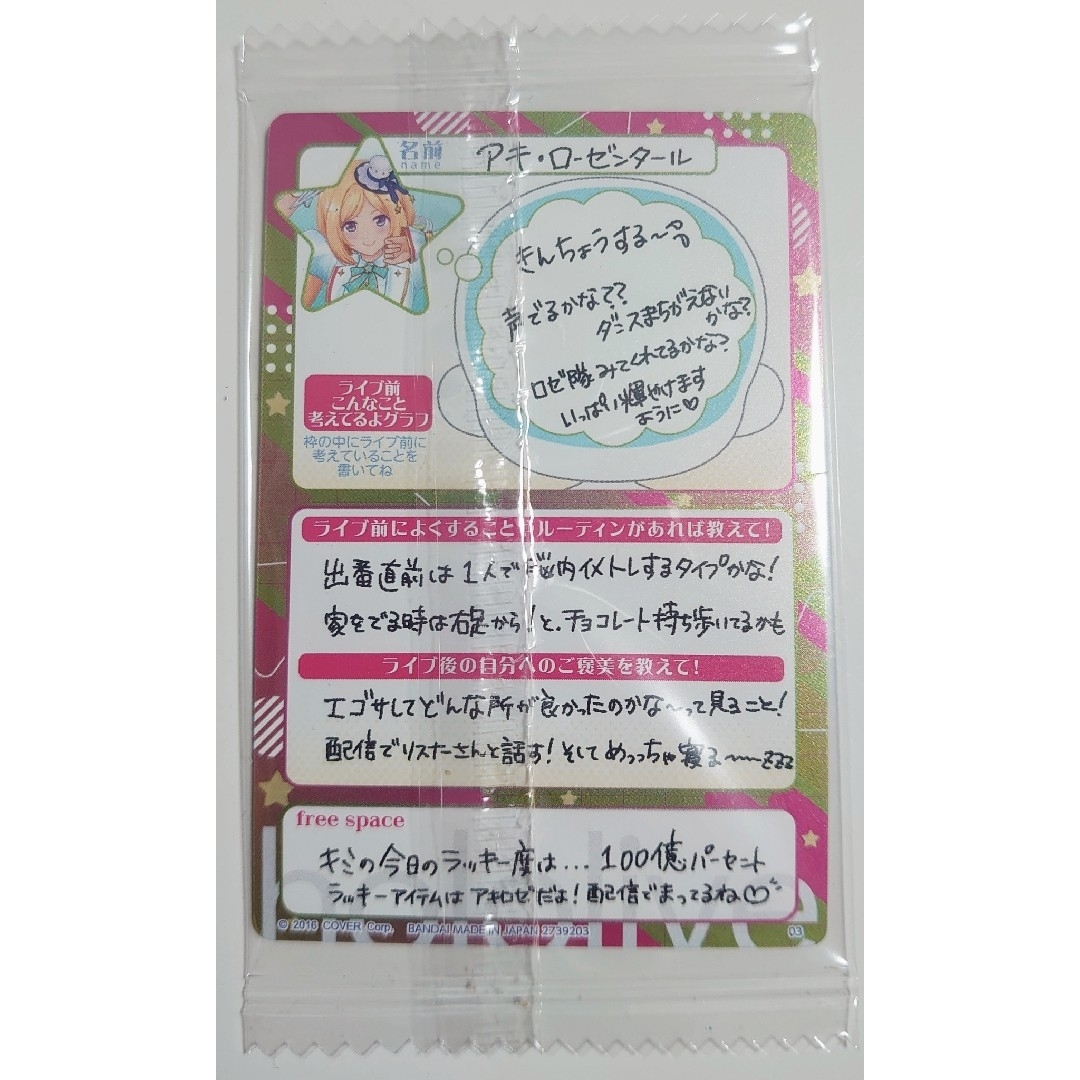 名前
name
アキ・ローゼンタール
きんちょうする〜
声でるかな??
ダンスまちがえない
かな?
ロゼ隊みてくれてるかな?
いっぱい輝やけます
ように♡
ライブ前
こんなこと
考えてるよグラフ
枠の中にライブ前に
考えていることを
書いてね
ライブ前によくすること ルーティンがあれば教えて!
出番直前は1人で脳内イメトレするタイプかな!
家をでる時は右足から!と、チョコレート持ち歩いてるかも
ライブ後の自分へのご褒美を教えて!
エゴサしてどんな所が良かったのかな〜って見ること!
配信でリスナーさんと話す!そしてめっっちゃ寝る〜〜zzz
free space
キミの今日のラッキー度は...100億パーセント
ラッキーアイテムはアキロゼだよ!配信でまってるね♡
© 2016 COVER Corp. BANDAI MADE IN JAPAN 2739203
03